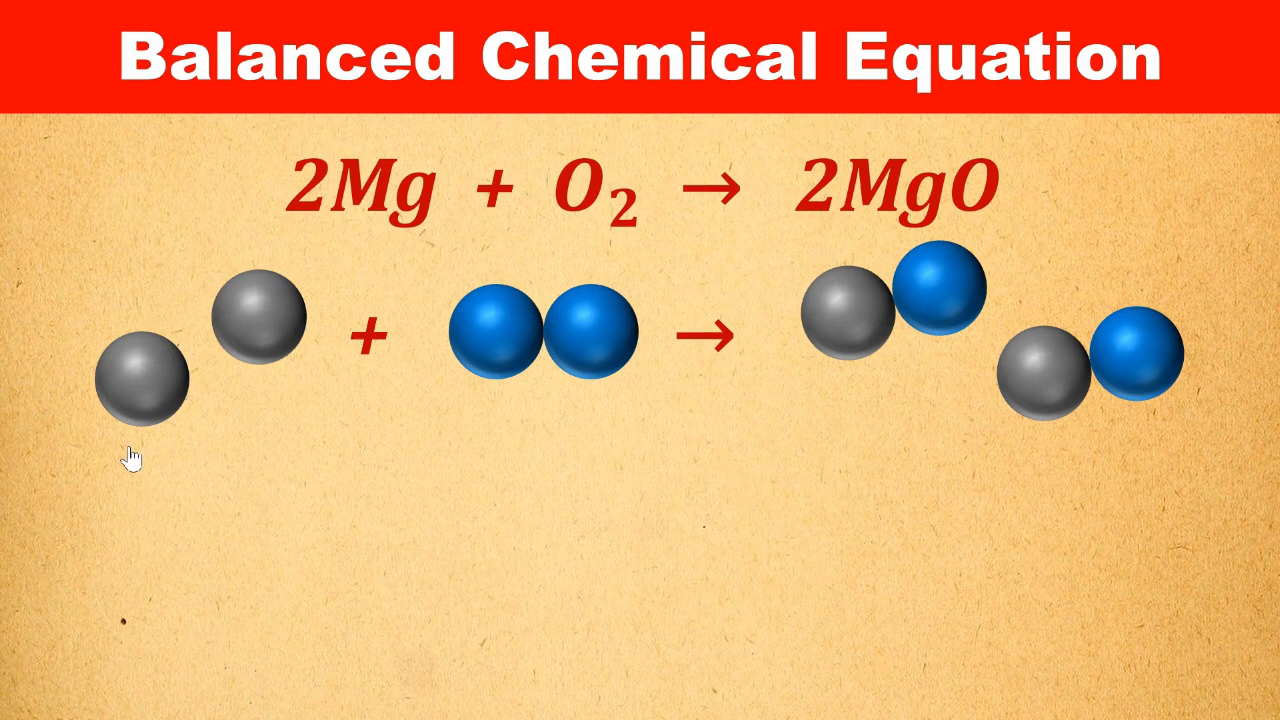 Balanced Chemical Equation
2Mg + O₂ → 2MgO
+ →